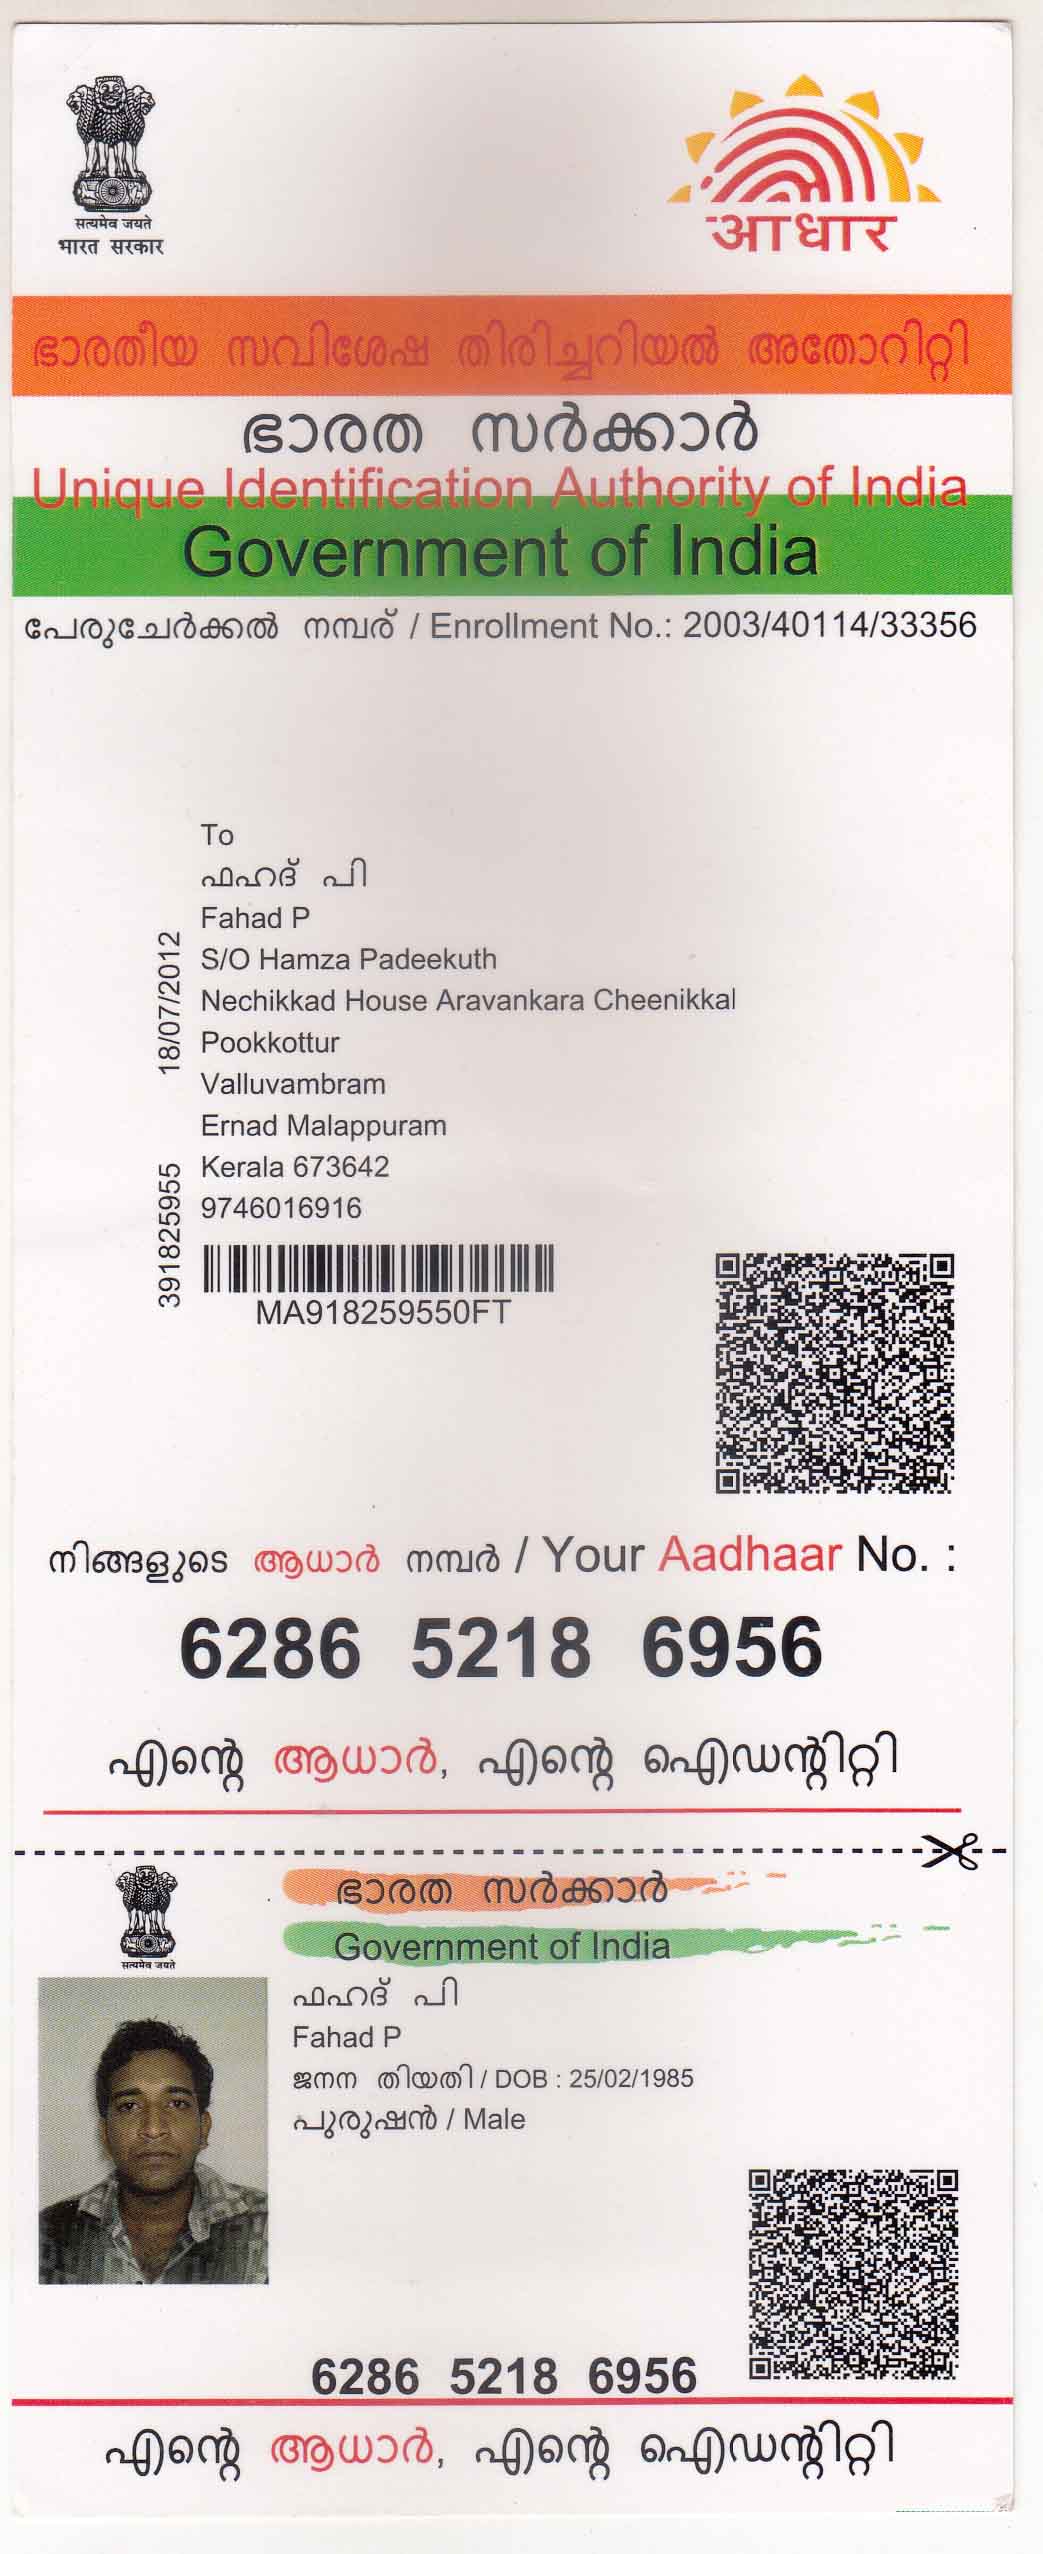 सत्यमेव जयते
भारत सरकार
आधार
ഭാരതീയ സവിശേഷ തിരിച്ചറിയൽ അതോറിറ്റി
ഭാരത സർക്കാർ
Unique Identification Authority of India
Government of India
പേരുചേർക്കൽ നമ്പര് / Enrollment No.: 2003/40114/33356
To
ഫഹദ് പി
Fahad P
S/O Hamza Padeekuth
Nechikkad House Aravankara Cheenikkal
Pookkottur
Valluvambram
Ernad Malappuram
Kerala 673642
9746016916
18/07/2012
391825955
MA918259550FT
നിങ്ങളുടെ ആധാർ നമ്പർ / Your Aadhaar No. :
6286 5218 6956
എന്റെ ആധാർ, എന്റെ ഐഡന്റിറ്റി
सत्यमेव जयते
ഭാരത സർക്കാർ
Government of India
ഫഹദ് പി
Fahad P
ജനന തിയതി / DOB : 25/02/1985
പുരുഷൻ / Male
6286 5218 6956
എന്റെ ആധാർ, എന്റെ ഐഡന്റിറ്റി